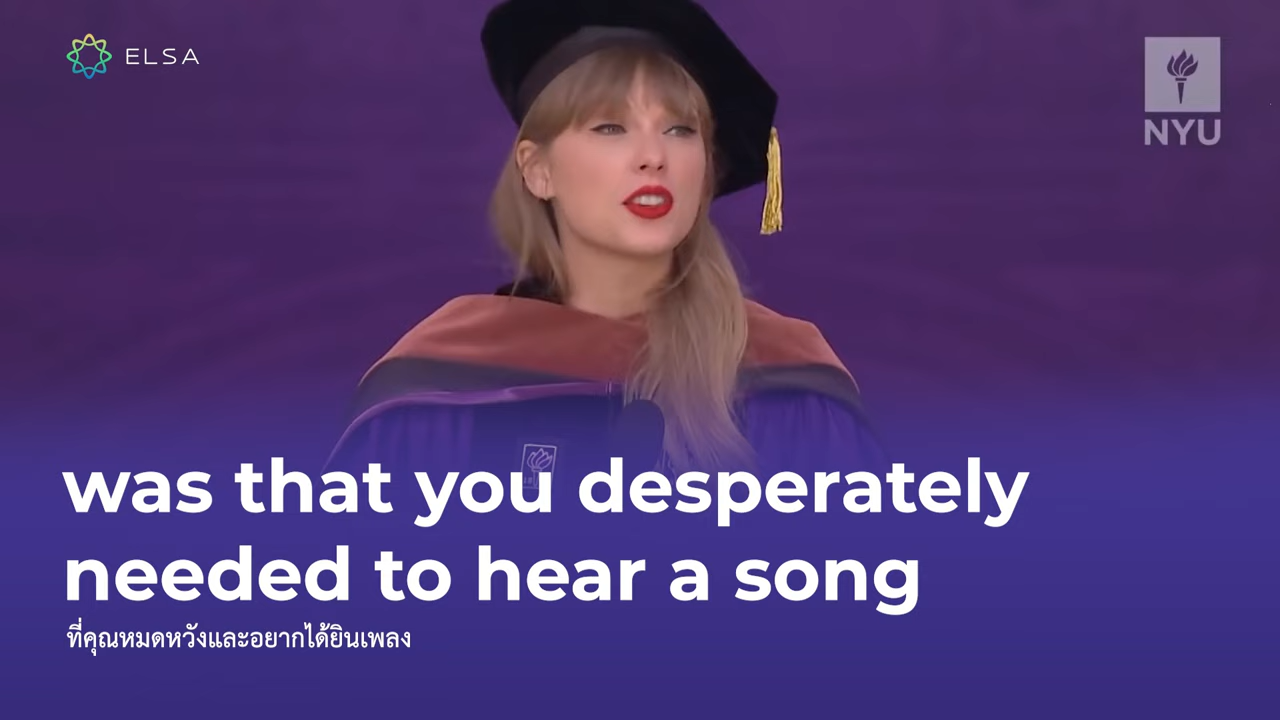 ELSA
NYU
was that you desperately
needed to hear a song
ที่คุณหมดหวังและอยากได้ยินเพลง